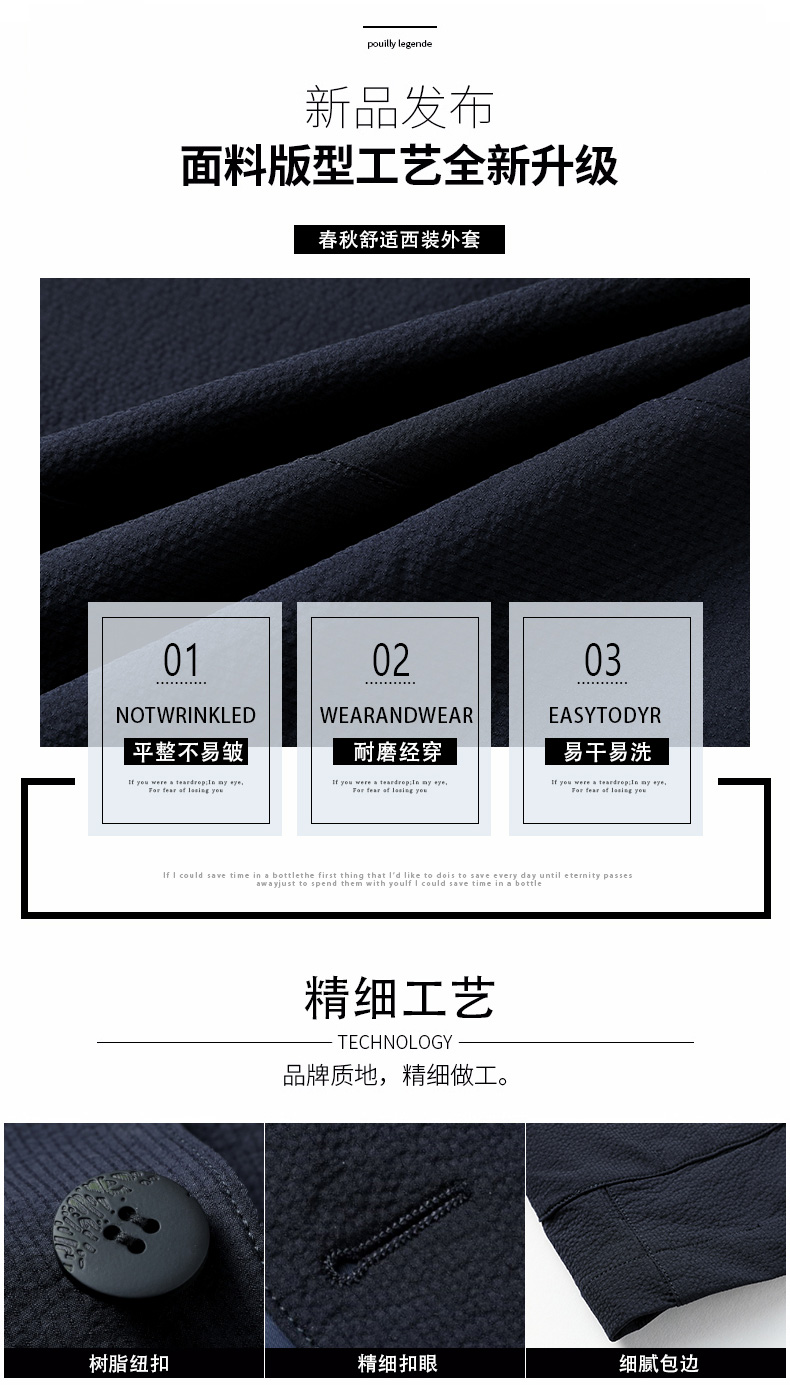 pouilly legende
新品发布
面料版型工艺全新升级
春秋舒适西装外套
01
NOTWRINKLED
平整不易皱
If you were a teardrop;In my eye,
For fear of losing you
02
WEARANDWEAR
耐磨经穿
If you were a teardrop;In my eye,
For fear of losing you
03
EASYTODYR
易干易洗
If you were a teardrop;In my eye,
For fear of losing you
If I could save time in a bottlethe first thing that I'd like to dois to save every day until eternity passes
awayjust to spend them with youIf I could save time in a bottle
精细工艺
TECHNOLOGY
品牌质地，精细做工。
树脂纽扣
精细扣眼
细腻包边